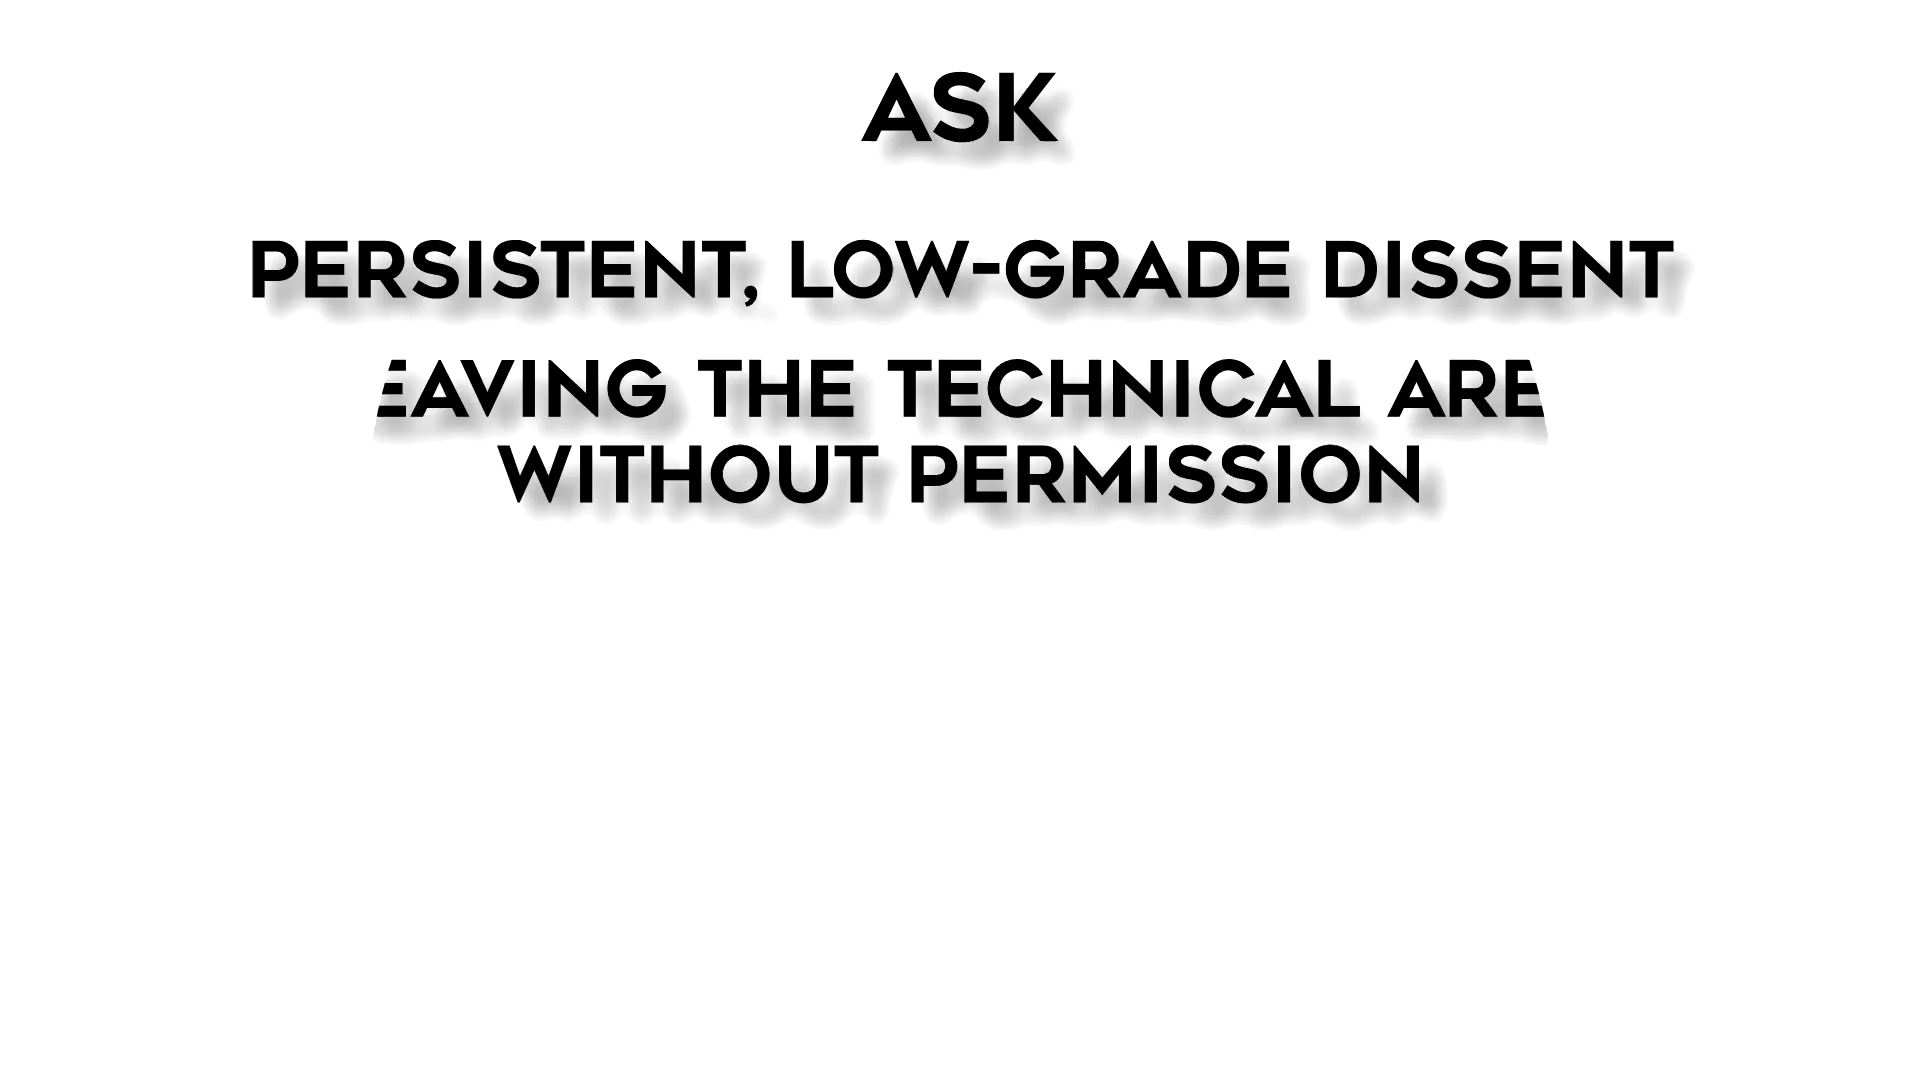 ASK
PERSISTENT, LOW-GRADE DISSENT
EAVING THE TECHNICAL ARE
WITHOUT PERMISSION